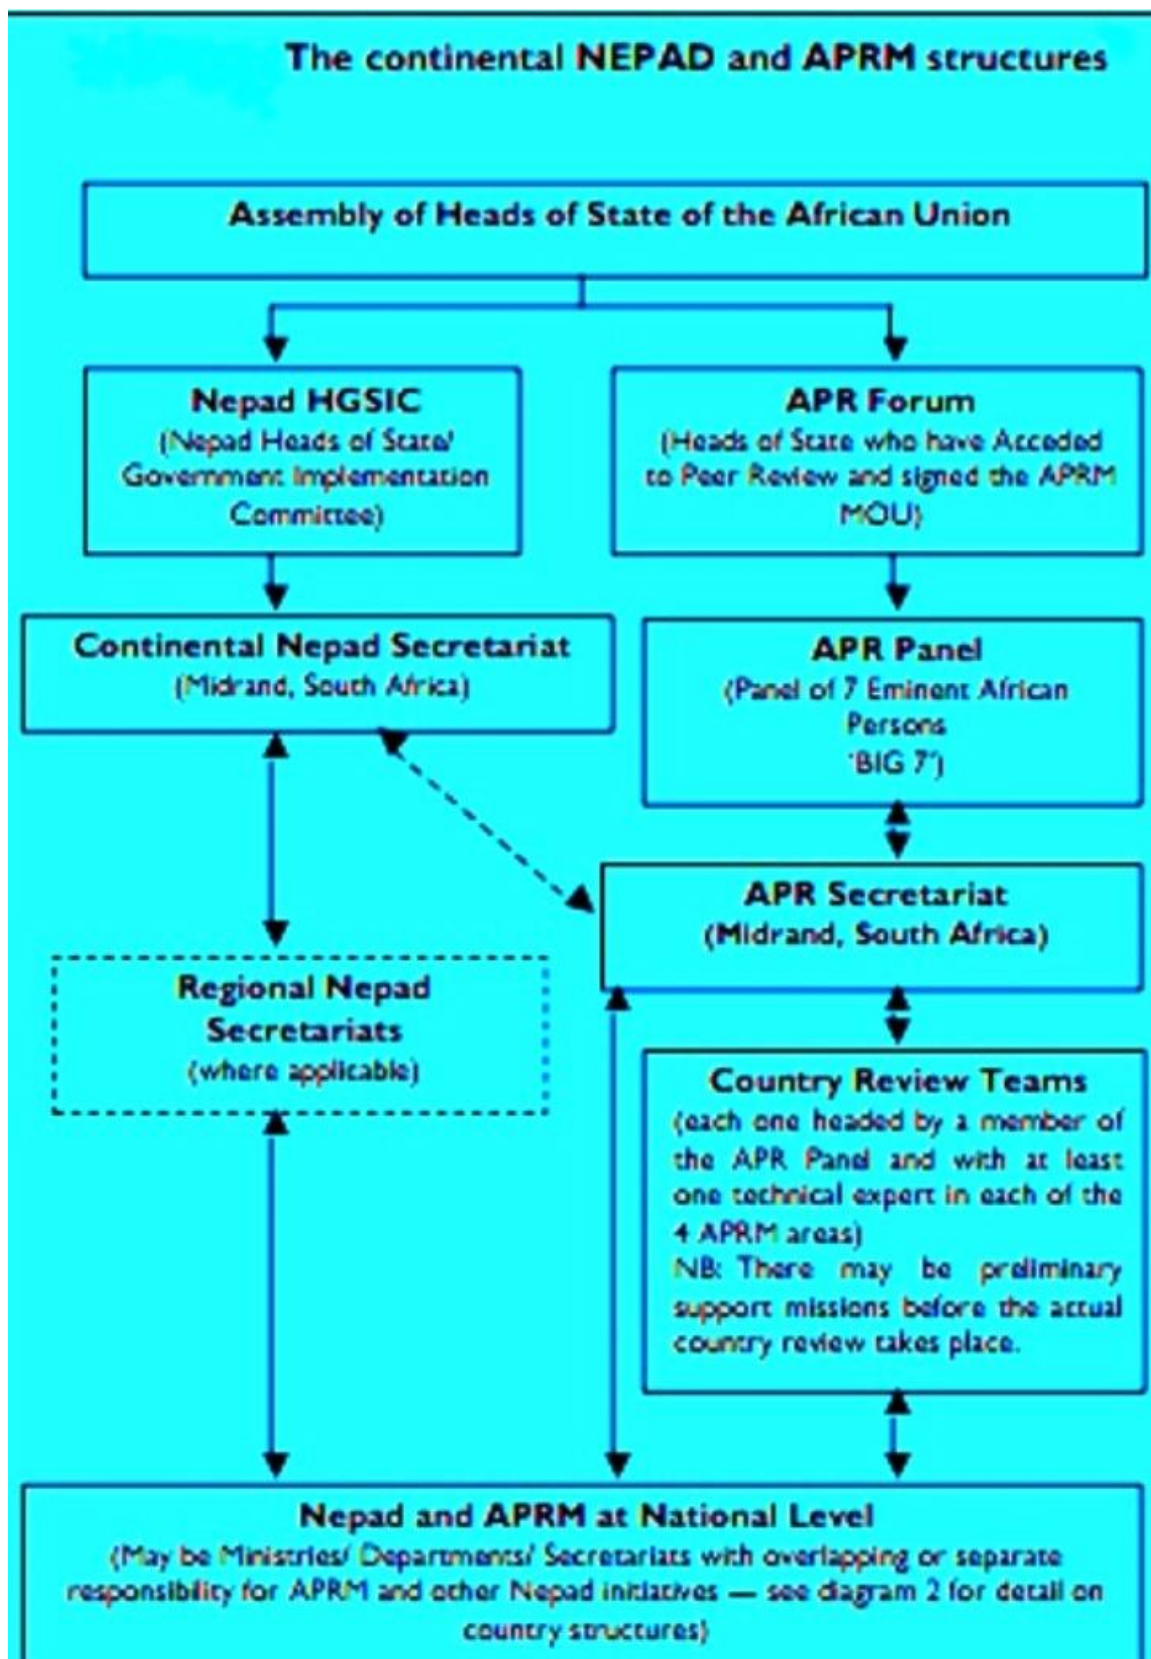 The continental NEPAD and APRM structures
Assembly of Heads of State of the African Union
Nepad HGSIC
(Nepad Heads of State/
Government Implementation
Committee)
APR Forum
(Heads of State who have Acceded
to Peer Review and signed the APRM
MOU)
Continental Nepad Secretariat
(Midrand, South Africa)
APR Panel
(Panel of 7 Eminent African
Persons
'BIG 7')
APR Secretariat
(Midrand, South Africa)
Regional Nepad
Secretariats
(where applicable)
Country Review Teams
(each one headed by a member of
the APR Panel and with at least
one technical expert in each of the
4 APRM areas)
NB: There may be preliminary
support missions before the actual
country review takes place.
Nepad and APRM at National Level
(May be Ministries/ Departments/ Secretariats with overlapping or separate
responsibility for APRM and other Nepad initiatives — see diagram 2 for detail on
country structures)